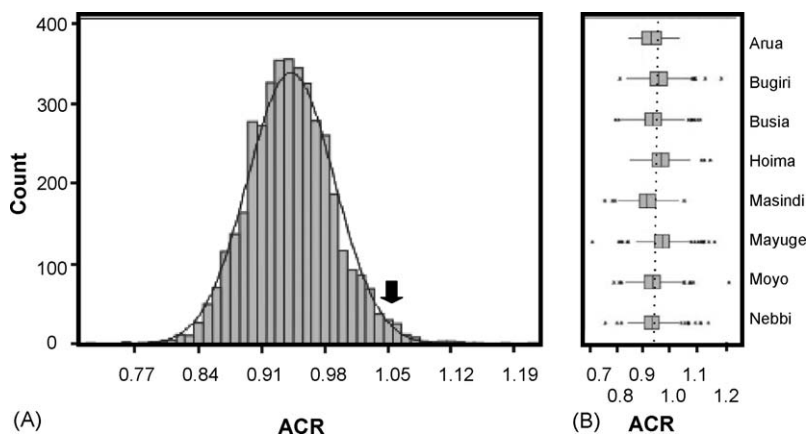 400
300
200
100
0
Count
0.77 0.84 0.91 0.98 1.05 1.12 1.19
(A) ACR
Arua
Bugiri
Busia
Hoima
Masindi
Mayuge
Moyo
Nebbi
0.7 0.9 1.1
0.8 1.0 1.2
(B) ACR